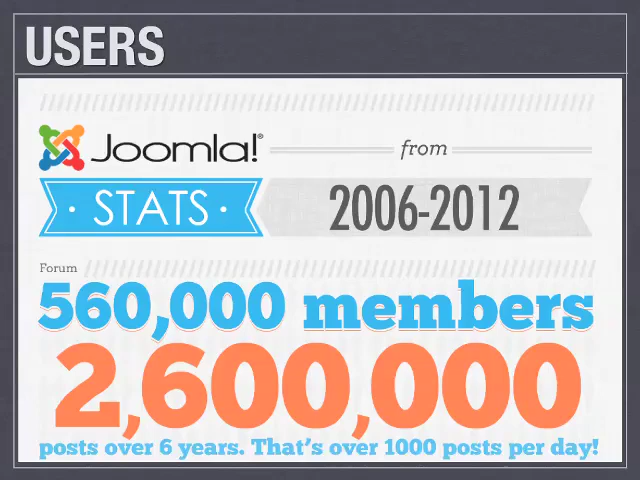 USERS
Joomla!® from
· STATS · 2006-2012
Forum
560,000 members
2,600,000
posts over 6 years. That's over 1000 posts per day!